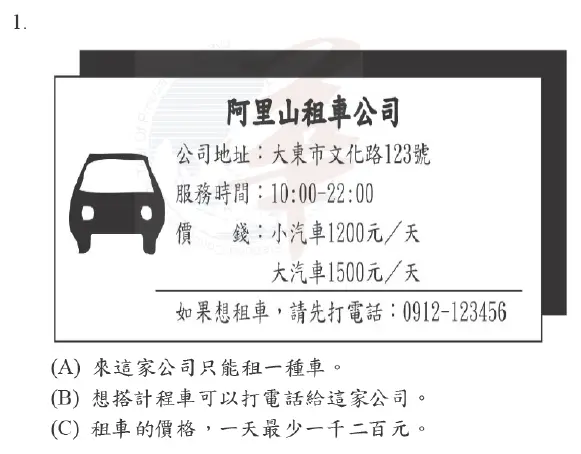 1.
阿里山租車公司
公司地址：大東市文化路123號
服務時間：10:00-22:00
價　　錢：小汽車1200元／天
大汽車1500元／天
如果想租車，請先打電話：0912-123456
(A) 來這家公司只能租一種車。
(B) 想搭計程車可以打電話給這家公司。
(C) 租車的價格，一天最少一千二百元。